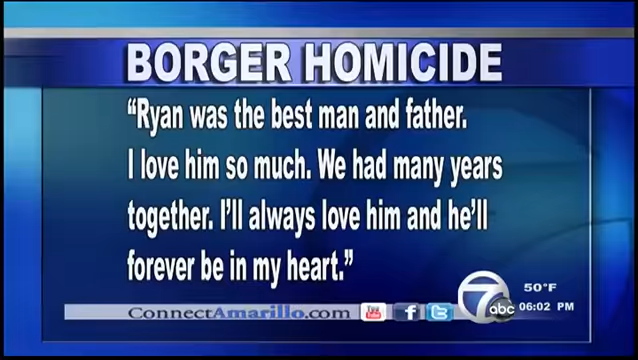 BORGER HOMICIDE
“Ryan was the best man and father.
I love him so much. We had many years
together. I’ll always love him and he’ll
forever be in my heart.”
ConnectAmarillo.com
You Tube
f
t
7
abc
50°F
06:02 PM